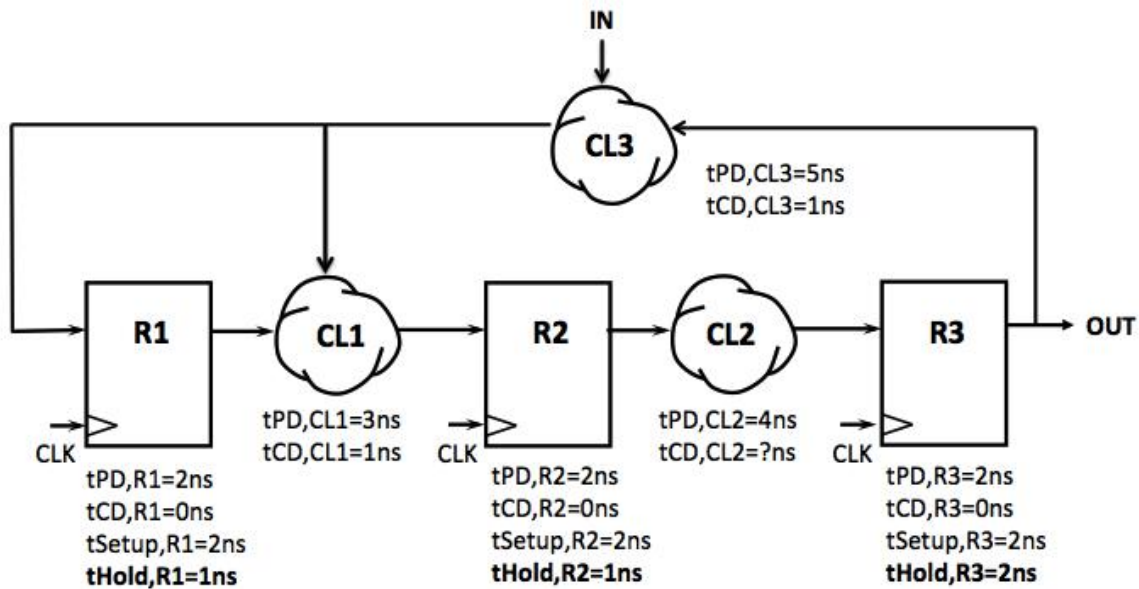 IN
CL3
tPD,CL3=5ns
tCD,CL3=1ns
R1
CL1
R2
CL2
R3
OUT
CLK
tPD,R1=2ns
tCD,R1=0ns
tSetup,R1=2ns
tHold,R1=1ns
tPD,CL1=3ns
tCD,CL1=1ns
CLK
tPD,R2=2ns
tCD,R2=0ns
tSetup,R2=2ns
tHold,R2=1ns
tPD,CL2=4ns
tCD,CL2=?ns
CLK
tPD,R3=2ns
tCD,R3=0ns
tSetup,R3=2ns
tHold,R3=2ns